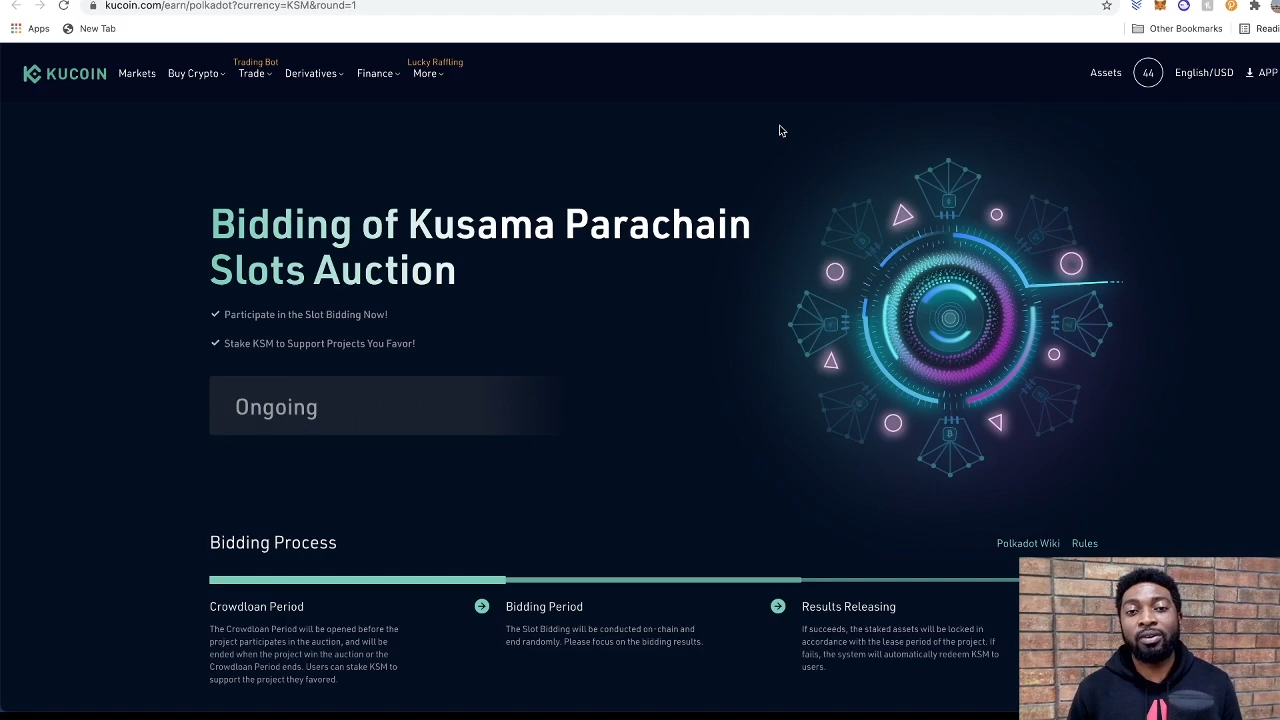 kucoin.com/earn/polkadot?currency=KSM&round=1
Apps
New Tab
Other Bookmarks
Readi
KUCOIN
Markets
Buy Crypto
Trading Bot
Trade
Derivatives
Finance
Lucky Raffling
More
Assets
44
English/USD
APP
Bidding of Kusama Parachain
Slots Auction
Participate in the Slot Bidding Now!
Stake KSM to Support Projects You Favor!
Ongoing
Bidding Process
Polkadot Wiki
Rules
Crowdloan Period
The Crowdloan Period will be opened before the
project participates in the auction, and will be
ended when the project win the auction or the
Crowdloan Period ends. Users can stake KSM to
support the project they favored.
Bidding Period
The Slot Bidding will be conducted on-chain and
end randomly. Please focus on the bidding results.
Results Releasing
If succeeds, the staked assets will be locked in
accordance with the lease period of the project. If
fails, the system will automatically redeem KSM to
users.